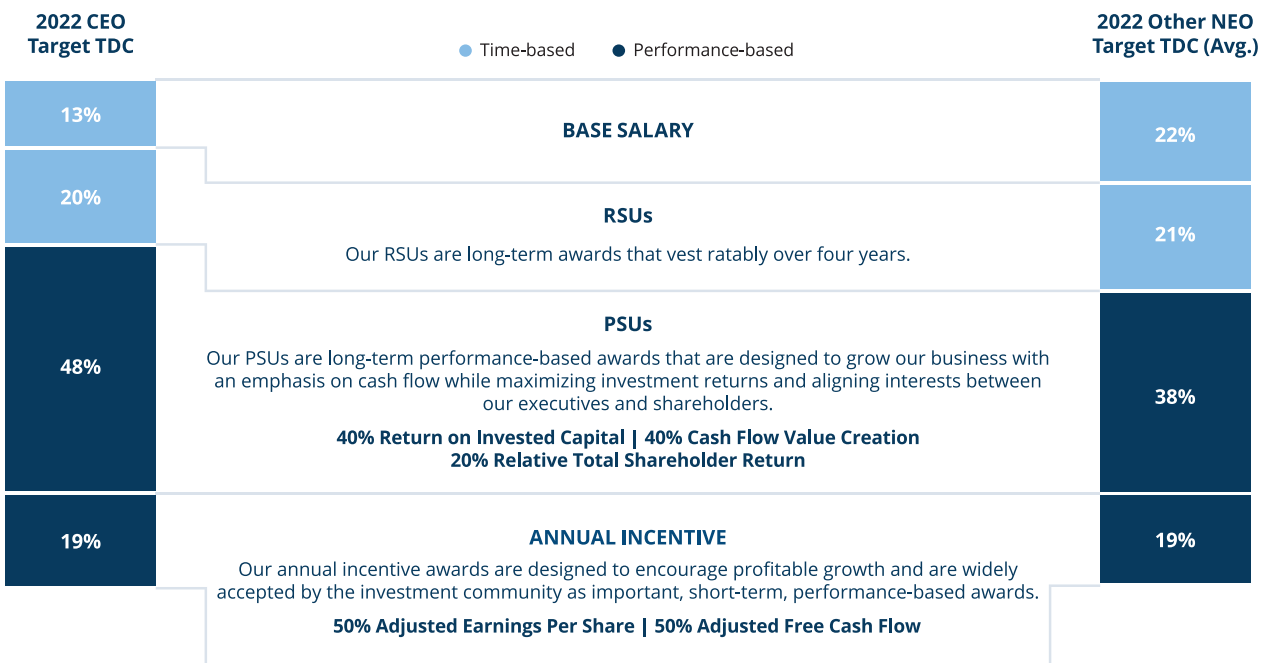 2022 CEO
Target TDC
Time-based
Performance-based
2022 Other NEO
Target TDC (Avg.)
13%
BASE SALARY
22%
20%
RSUs
Our RSUs are long-term awards that vest ratably over four years.
21%
48%
PSUs
Our PSUs are long-term performance-based awards that are designed to grow our business with
an emphasis on cash flow while maximizing investment returns and aligning interests between
our executives and shareholders.
40% Return on Invested Capital | 40% Cash Flow Value Creation
20% Relative Total Shareholder Return
38%
19%
ANNUAL INCENTIVE
Our annual incentive awards are designed to encourage profitable growth and are widely
accepted by the investment community as important, short-term, performance-based awards.
50% Adjusted Earnings Per Share | 50% Adjusted Free Cash Flow
19%